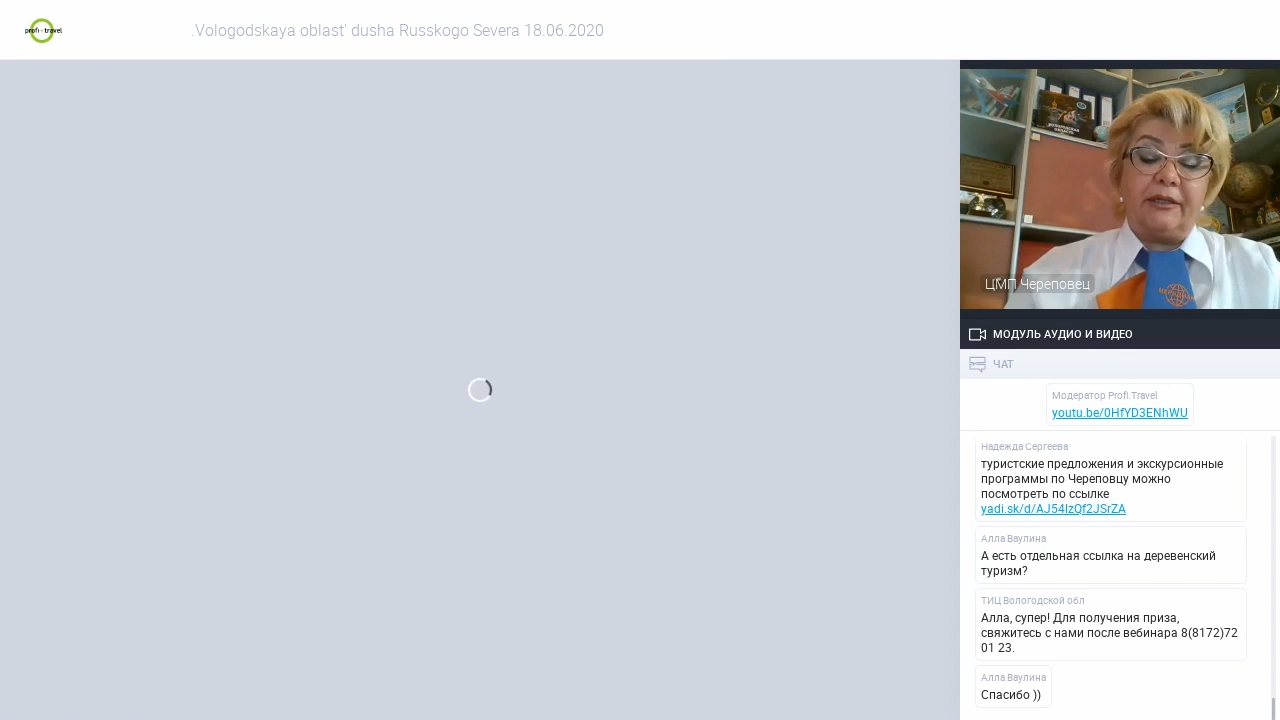 profi travel
.Vologodskaya oblast' dusha Russkogo Severa 18.06.2020
ЦМП Череповец
МОДУЛЬ АУДИО И ВИДЕО
ЧАТ
Модератор Profi.Travel
youtu.be/0HfYD3ENhWU
Надежда Сергеева
туристские предложения и экскурсионные
программы по Череповцу можно
посмотреть по ссылке
yadi.sk/d/AJ54IzQf2JSrZA
Алла Ваулина
А есть отдельная ссылка на деревенский
туризм?
ТИЦ Вологодской обл
Алла, супер! Для получения приза,
свяжитесь с нами после вебинара 8(8172)72
01 23.
Алла Ваулина
Спасибо ))